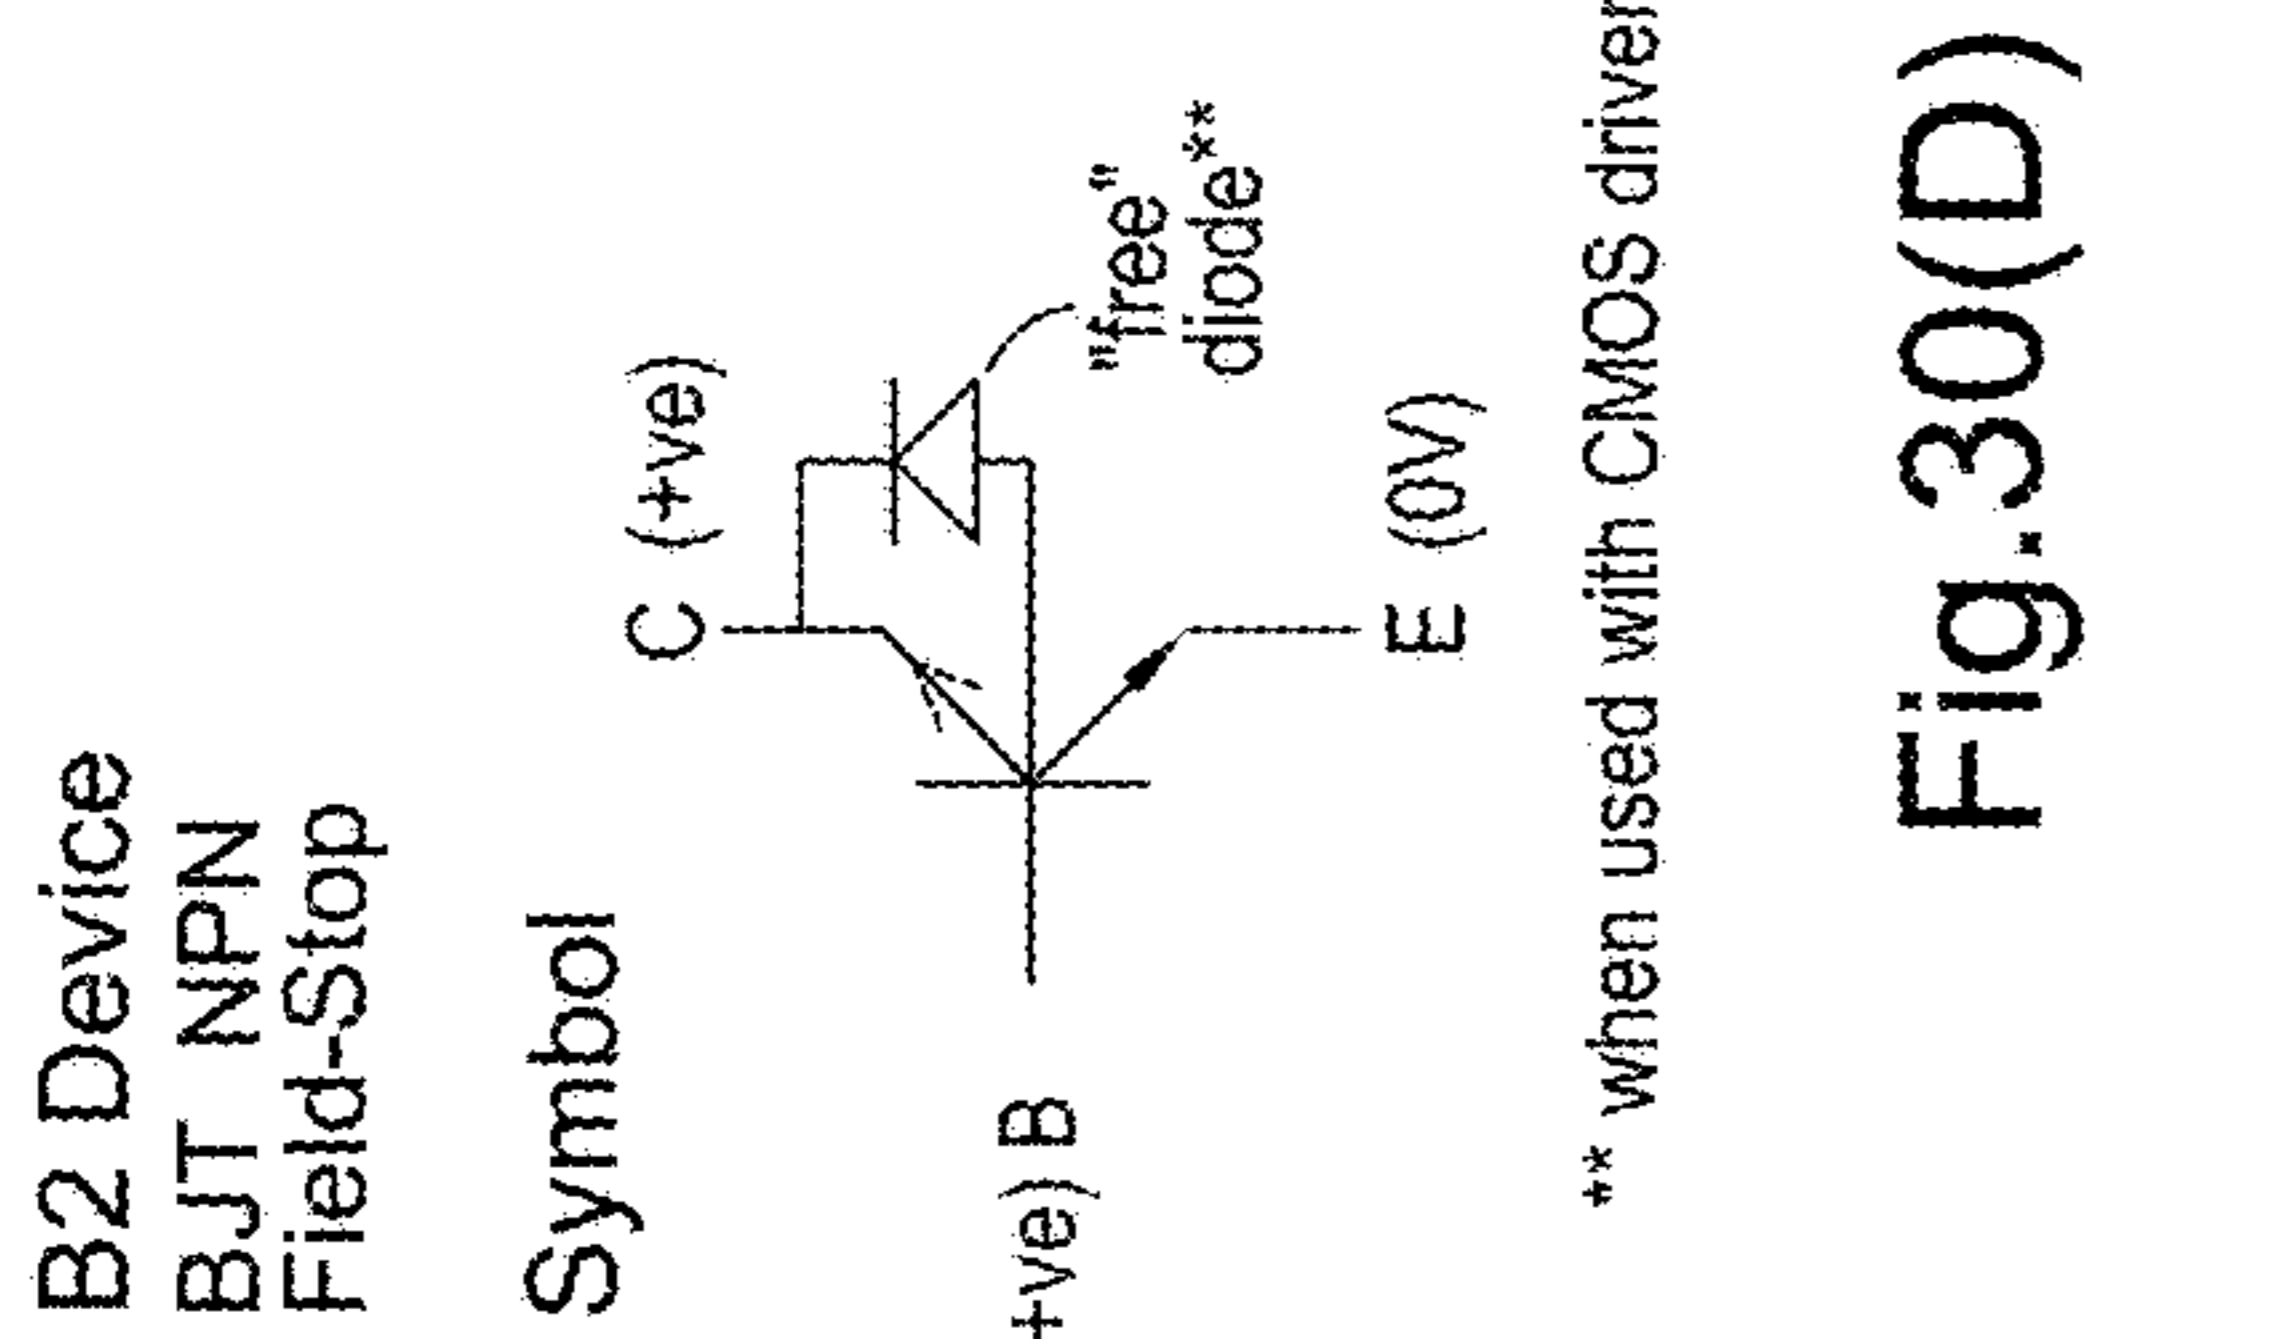 B2 Device
BJT NPN
Field-Stop
Symbol
C (+ve)
"free"
diode**
+ve) B
E (0V)
** when used with CMOS driver
Fig.30(D)